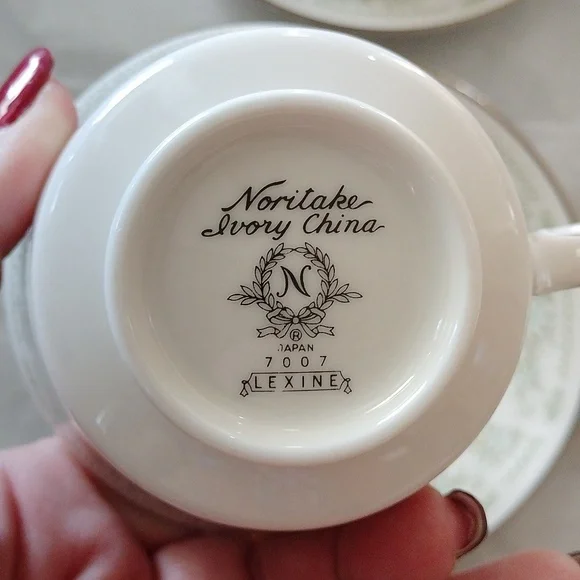 Noritake
Ivory China
N
®
JAPAN
7007
LEXINE